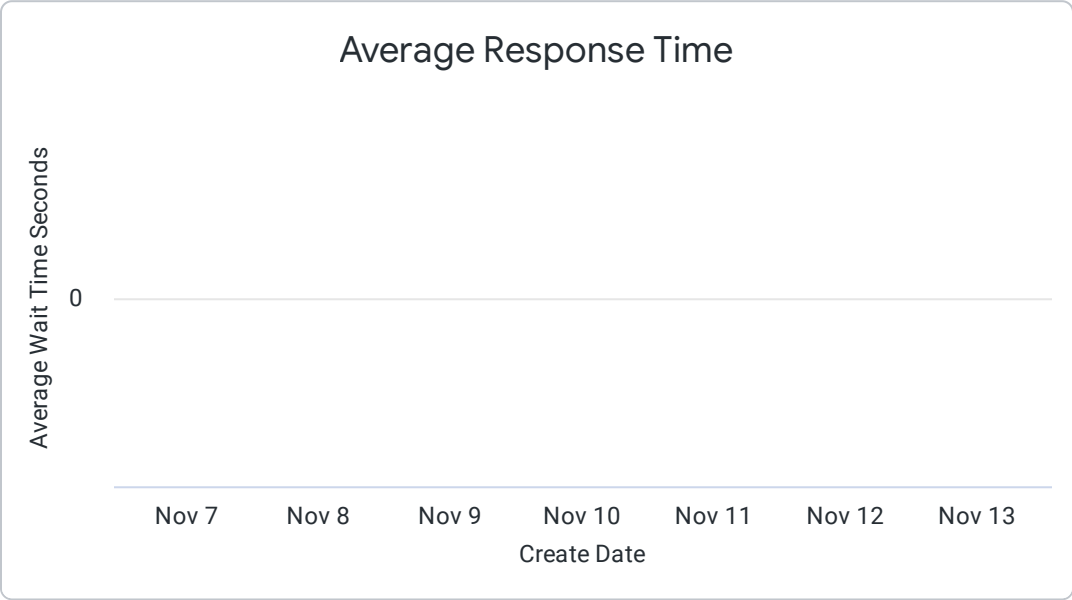 Average Response Time
Average Wait Time Seconds
0
Nov 7
Nov 8
Nov 9
Nov 10
Nov 11
Nov 12
Nov 13
Create Date